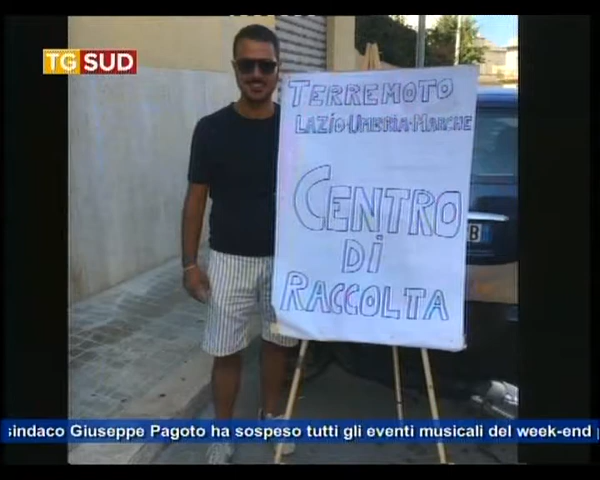 TG SUD
TERREMOTO
LAZIO-UMBRIA-MARCHE
CENTRO
DI
RACCOLTA
B
sindaco Giuseppe Pagoto ha sospeso tutti gli eventi musicali del week-end